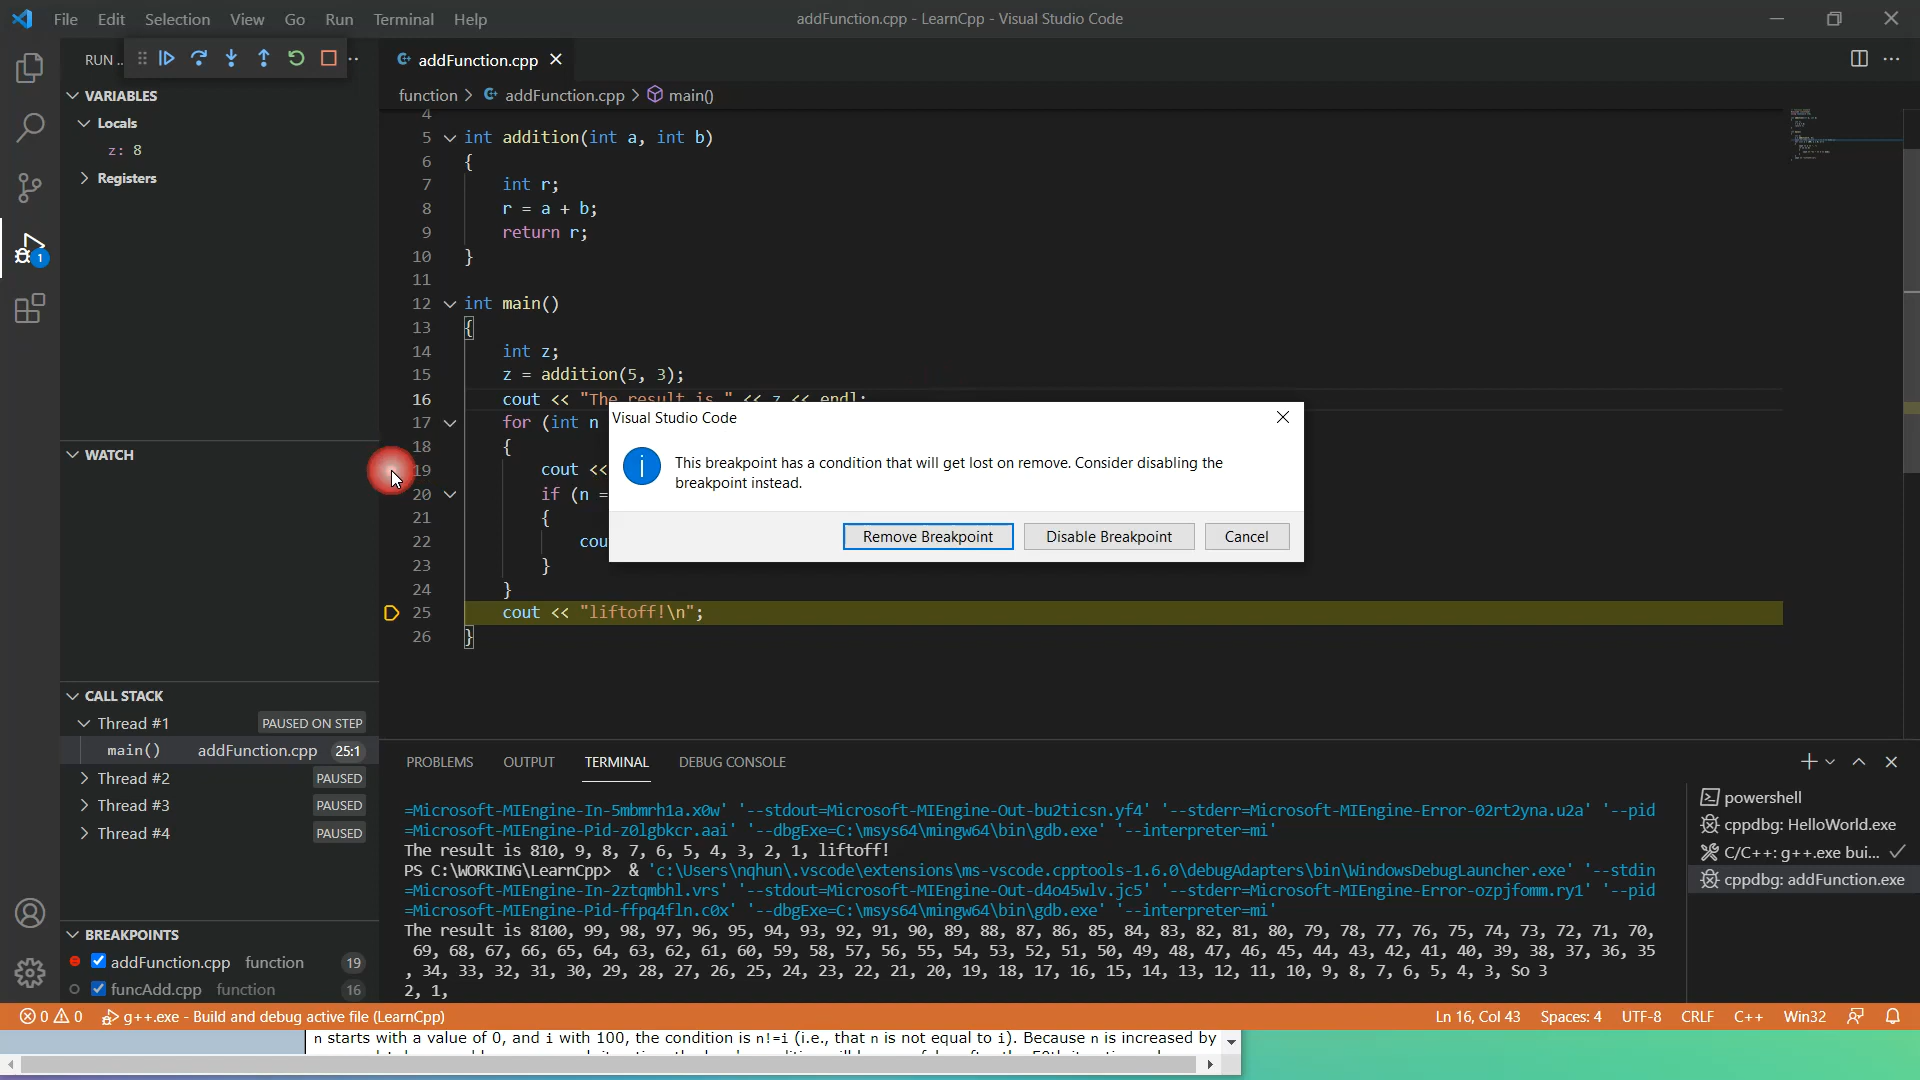 File Edit Selection View Go Run Terminal Help
addFunction.cpp - LearnCpp - Visual Studio Code
RUN ..
addFunction.cpp
function > addFunction.cpp > main()
VARIABLES
Locals
z: 8
Registers
WATCH
CALL STACK
Thread #1 PAUSED ON STEP
main() addFunction.cpp 25:1
Thread #2 PAUSED
Thread #3 PAUSED
Thread #4 PAUSED
BREAKPOINTS
addFunction.cpp function 19
funcAdd.cpp function 16
4
5 int addition(int a, int b)
6 {
7 int r;
8 r = a + b;
9 return r;
10 }
11
12 int main()
13 {
14 int z;
15 z = addition(5, 3);
16 cout << "The result is " << z << endl;
17 for (int n
18 {
19 cout <<
20 if (n =
21 {
22 cou
23 }
24 }
25 cout << "liftoff!\n";
26 }
Visual Studio Code
This breakpoint has a condition that will get lost on remove. Consider disabling the
breakpoint instead.
Remove Breakpoint Disable Breakpoint Cancel
PROBLEMS OUTPUT TERMINAL DEBUG CONSOLE
=Microsoft-MIEngine-In-5mbmrh1a.x0w' '--stdout=Microsoft-MIEngine-Out-bu2ticsn.yf4' '--stderr=Microsoft-MIEngine-Error-02rt2yna.u2a' '--pid
=Microsoft-MIEngine-Pid-z0lgbkcr.aai' '--dbgExe=C:\msys64\mingw64\bin\gdb.exe' '--interpreter=mi'
The result is 810, 9, 8, 7, 6, 5, 4, 3, 2, 1, liftoff!
PS C:\WORKING\LearnCpp> & 'c:\Users\nqhun\.vscode\extensions\ms-vscode.cpptools-1.6.0\debugAdapters\bin\WindowsDebugLauncher.exe' '--stdin
=Microsoft-MIEngine-In-2ztqmbhl.vrs' '--stdout=Microsoft-MIEngine-Out-d4o45wlv.jc5' '--stderr=Microsoft-MIEngine-Error-ozpjfomm.ry1' '--pid
=Microsoft-MIEngine-Pid-ffpq4fln.c0x' '--dbgExe=C:\msys64\mingw64\bin\gdb.exe' '--interpreter=mi'
The result is 8100, 99, 98, 97, 96, 95, 94, 93, 92, 91, 90, 89, 88, 87, 86, 85, 84, 83, 82, 81, 80, 79, 78, 77, 76, 75, 74, 73, 72, 71, 70,
69, 68, 67, 66, 65, 64, 63, 62, 61, 60, 59, 58, 57, 56, 55, 54, 53, 52, 51, 50, 49, 48, 47, 46, 45, 44, 43, 42, 41, 40, 39, 38, 37, 36, 35
, 34, 33, 32, 31, 30, 29, 28, 27, 26, 25, 24, 23, 22, 21, 20, 19, 18, 17, 16, 15, 14, 13, 12, 11, 10, 9, 8, 7, 6, 5, 4, 3, So 3
2, 1,
powershell
cppdbg: HelloWorld.exe
C/C++: g++.exe bui...
cppdbg: addFunction.exe
0 0 g++.exe - Build and debug active file (LearnCpp)
Ln 16, Col 43 Spaces: 4 UTF-8 CRLF C++ Win32
n starts with a value of 0, and i with 100, the condition is n!=i (i.e., that n is not equal to i). Because n is increased by